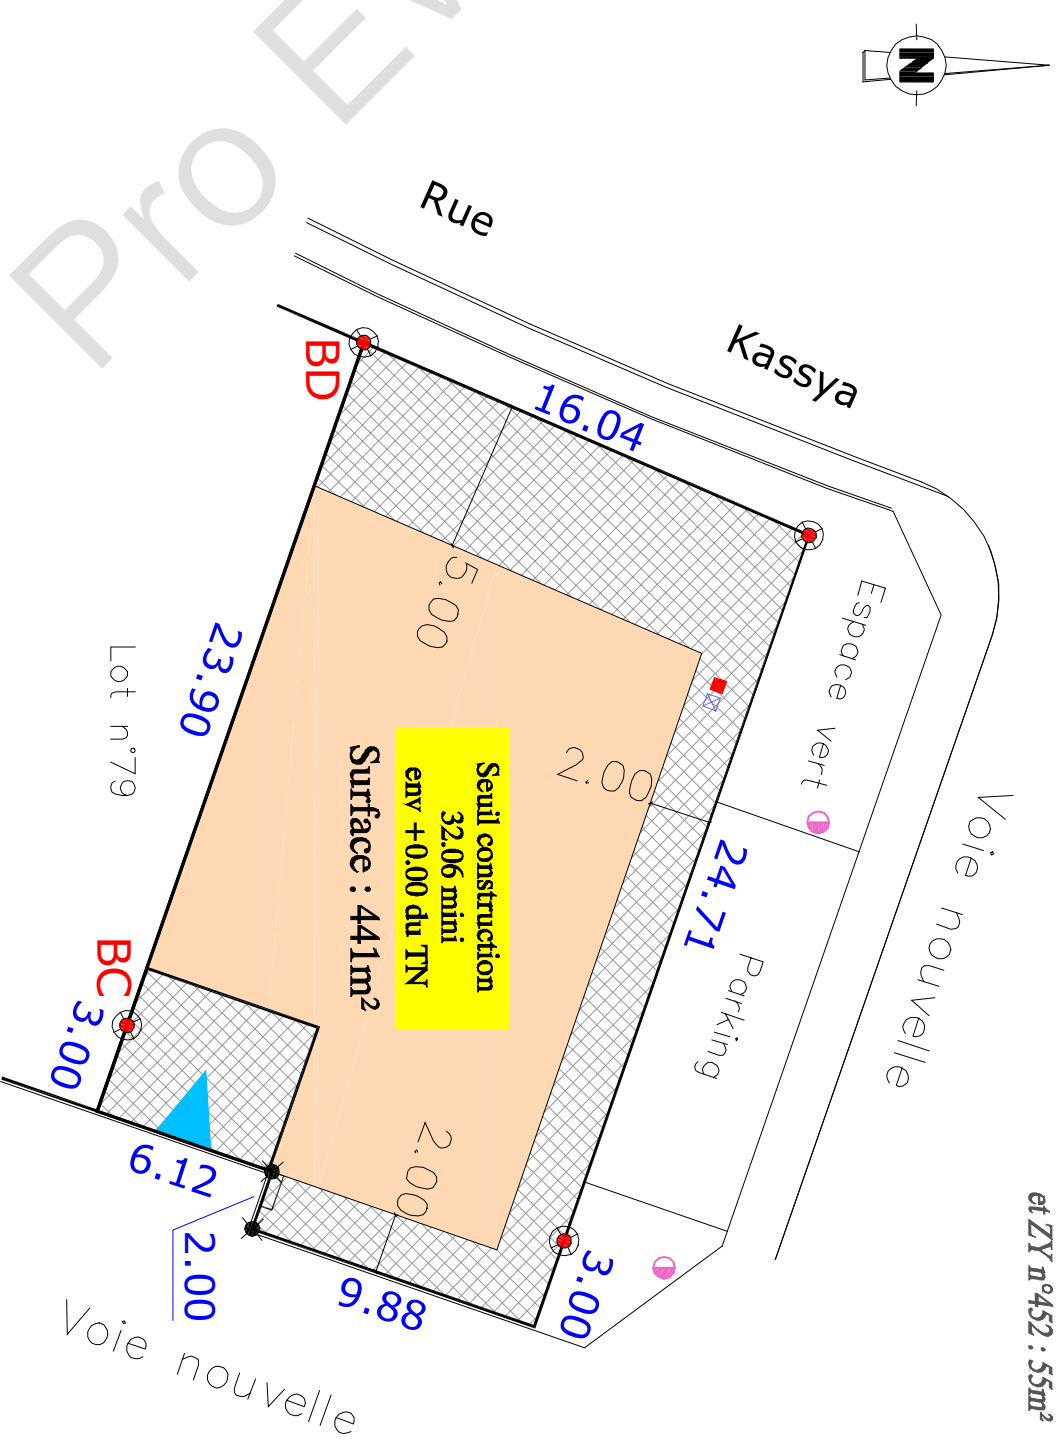 Pro Ev
N
Rue Kassya
BD
16.04
5.00
Espace vert
23.90
Lot n°79
2.00
Seuil construction
32.06 mini
env +0.00 du TN
Surface : 441m²
24.71
Parking
Voie nouvelle
BC
3.00
6.12
2.00
2.00
9.88
3.00
Voie nouvelle
et ZY n°452 : 55m²